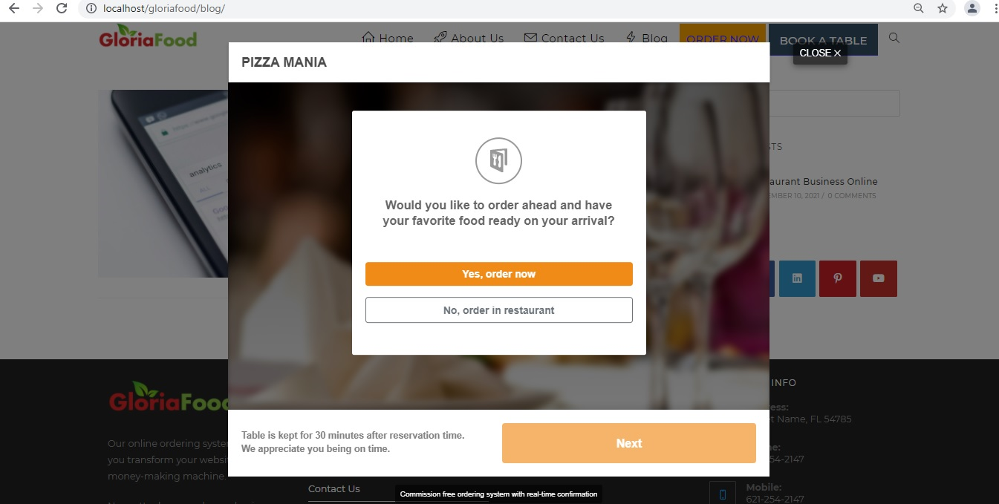 localhost/gloriafood/blog/
GloriaFood
Home About Us Contact Us Blog ORDER NOW BOOK A TABLE
CLOSE ×
PIZZA MANIA
analytics
ALL
Would you like to order ahead and have
your favorite food ready on your arrival?
Yes, order now
No, order in restaurant
STS
aurant Business Online
EMBER 10, 2021 / 0 COMMENTS
Table is kept for 30 minutes after reservation time.
We appreciate you being on time.
Next
GloriaFood
Our online ordering syste
you transform your websi
money-making machine.
Contact Us
Commission free ordering system with real-time confirmation
INFO
ess:
t Name, FL 54785
ne:
54-2147
Mobile:
621-254-2147